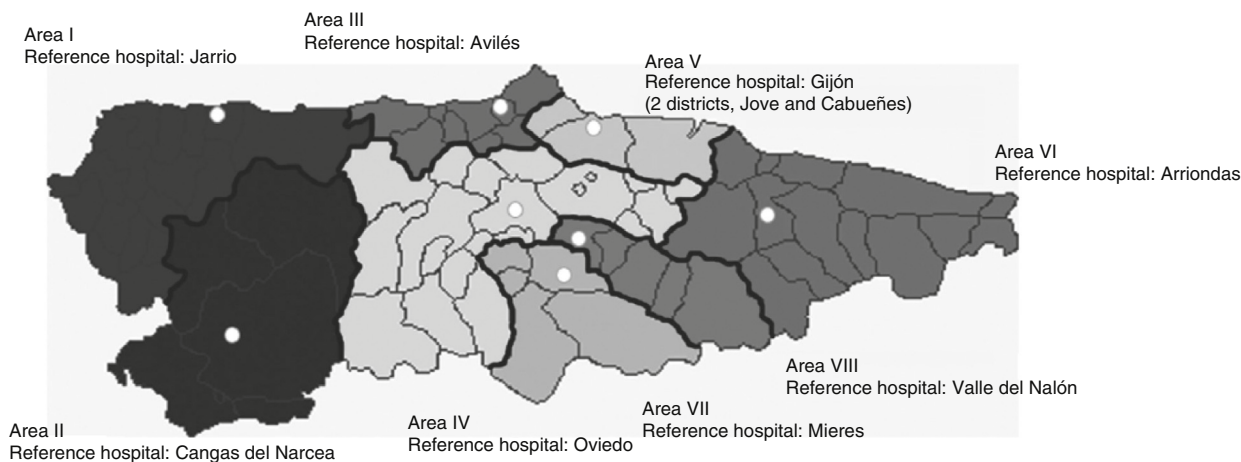 Area I
Reference hospital: Jarrio
Area III
Reference hospital: Avilés
Area V
Reference hospital: Gijón
(2 districts, Jove and Cabueñes)
Area VI
Reference hospital: Arriondas
Area VIII
Reference hospital: Valle del Nalón
Area VII
Reference hospital: Mieres
Area IV
Reference hospital: Oviedo
Area II
Reference hospital: Cangas del Narcea